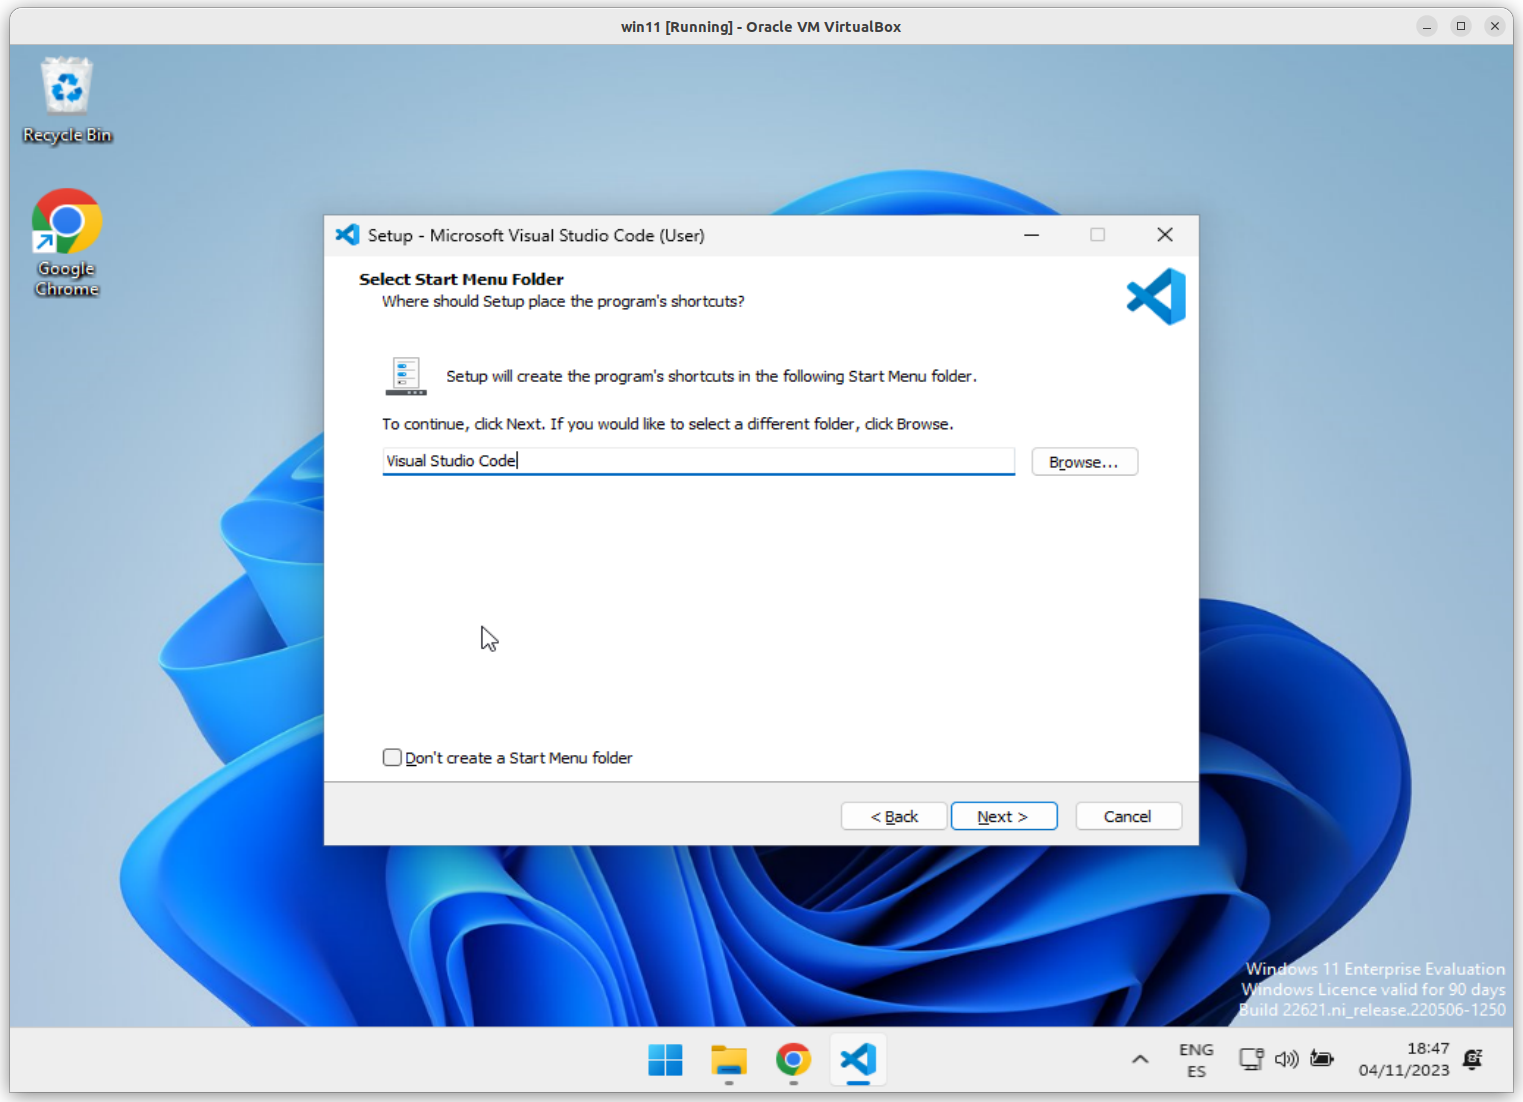 win11 [Running] - Oracle VM VirtualBox
Recycle Bin
Google
Chrome
Setup - Microsoft Visual Studio Code (User)
Select Start Menu Folder
Where should Setup place the program's shortcuts?
Setup will create the program's shortcuts in the following Start Menu folder.
To continue, click Next. If you would like to select a different folder, click Browse.
Visual Studio Code
Browse...
Don't create a Start Menu folder
< Back
Next >
Cancel
Windows 11 Enterprise Evaluation
Windows Licence valid for 90 days
Build 22621.ni_release.220506-1250
ENG
ES
18:47
04/11/2023